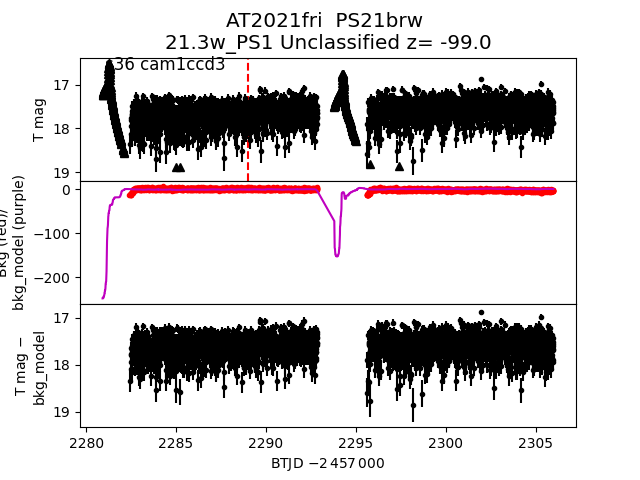 AT2021fri  PS21brw
21.3w_PS1 Unclassified z= -99.0
36 cam1ccd3
T mag
17
18
19
Bkg (red)/
bkg_model (purple)
0
−100
−200
T mag −
bkg_model
17
18
19
2280 2285 2290 2295 2300 2305
BTJD −2 457 000